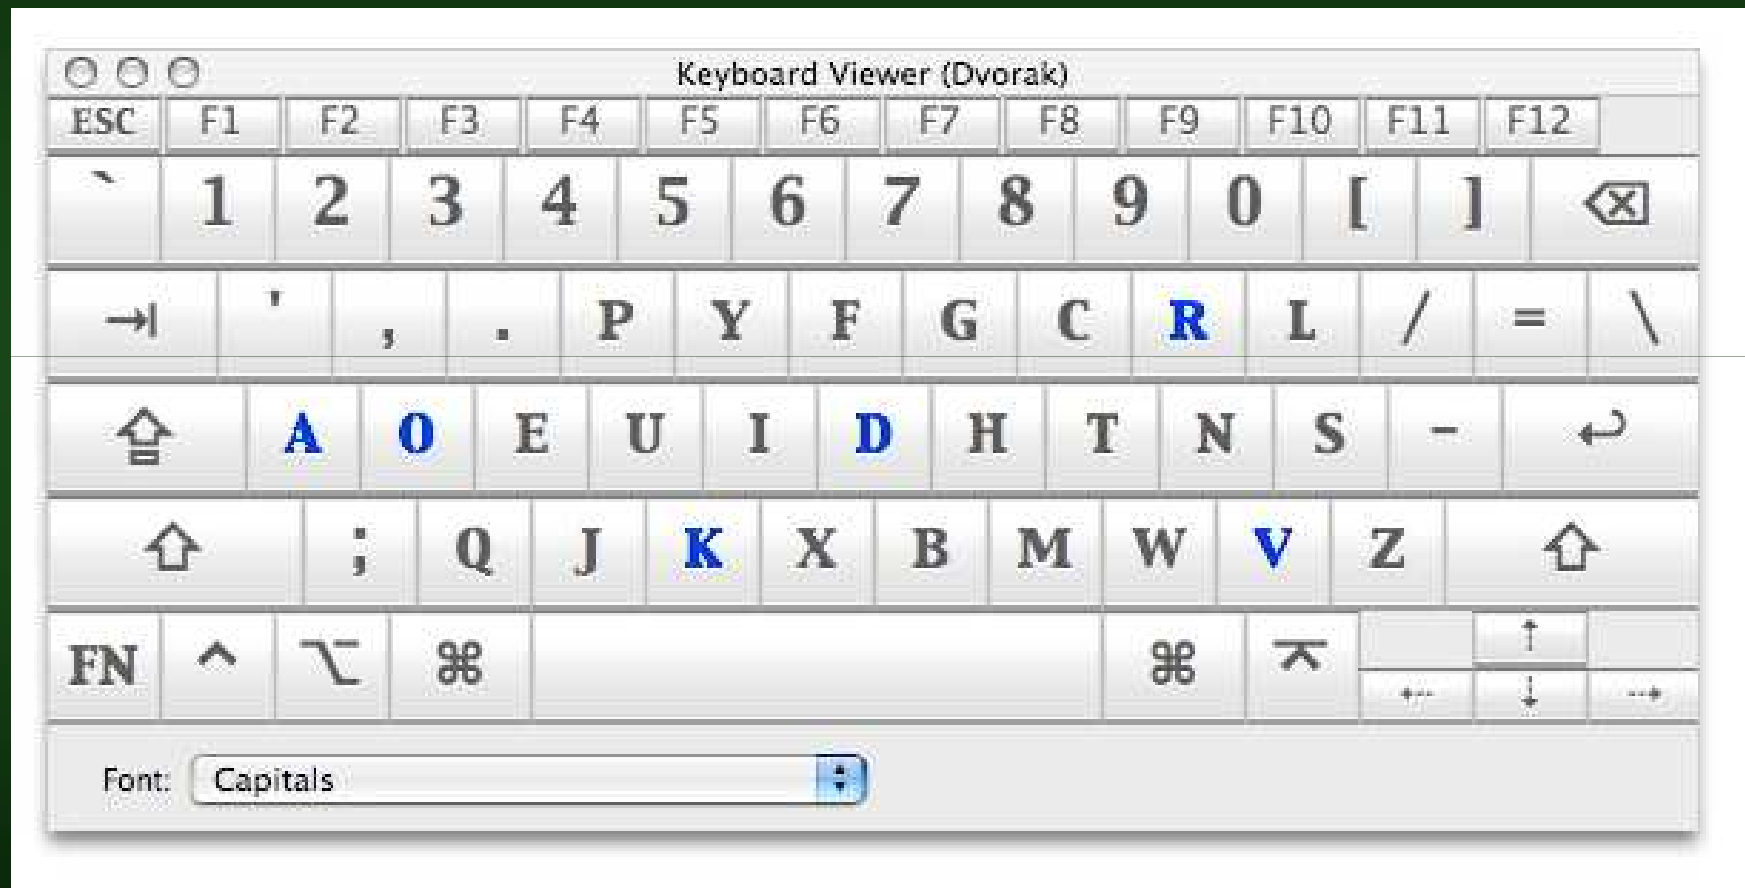 Keyboard Viewer (Dvorak)
ESC F1 F2 F3 F4 F5 F6 F7 F8 F9 F10 F11 F12
` 1 2 3 4 5 6 7 8 9 0 [ ]
' , . P Y F G C R L / = \
A O E U I D H T N S -
; Q J K X B M W V Z
FN ^ ⌥ ⌘ ⌘ ⌤
Font: Capitals